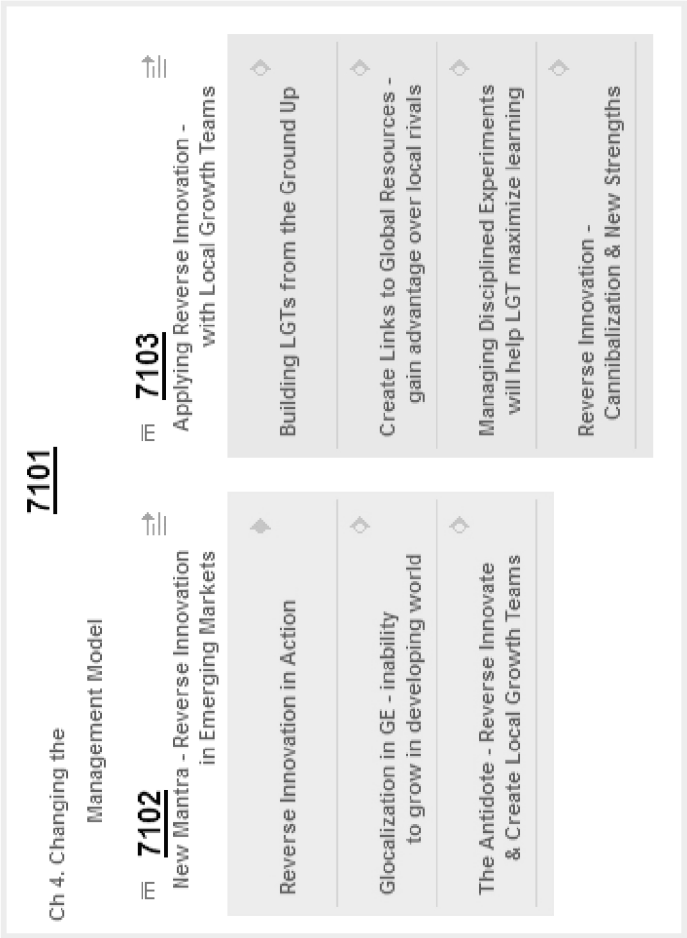 7101
Ch 4. Changing the
Management Model
7102
New Mantra - Reverse Innovation
in Emerging Markets
Reverse Innovation in Action
Glocalization in GE - inability
to grow in developing world
The Antidote - Reverse Innovate
& Create Local Growth Teams
7103
Applying Reverse Innovation -
with Local Growth Teams
Building LGTs from the Ground Up
Create Links to Global Resources -
gain advantage over local rivals
Managing Disciplined Experiments
will help LGT maximize learning
Reverse Innovation -
Cannibalization & New Strengths